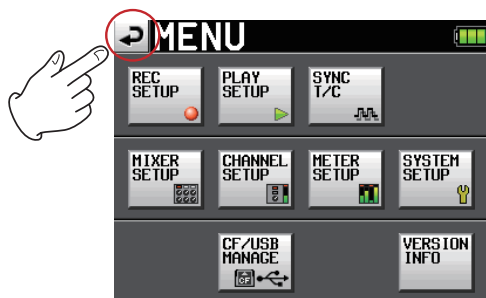 MENU
REC SETUP
PLAY SETUP
SYNC T/C
MIXER SETUP
CHANNEL SETUP
METER SETUP
SYSTEM SETUP
CF/USB MANAGE
CF
VERSION INFO